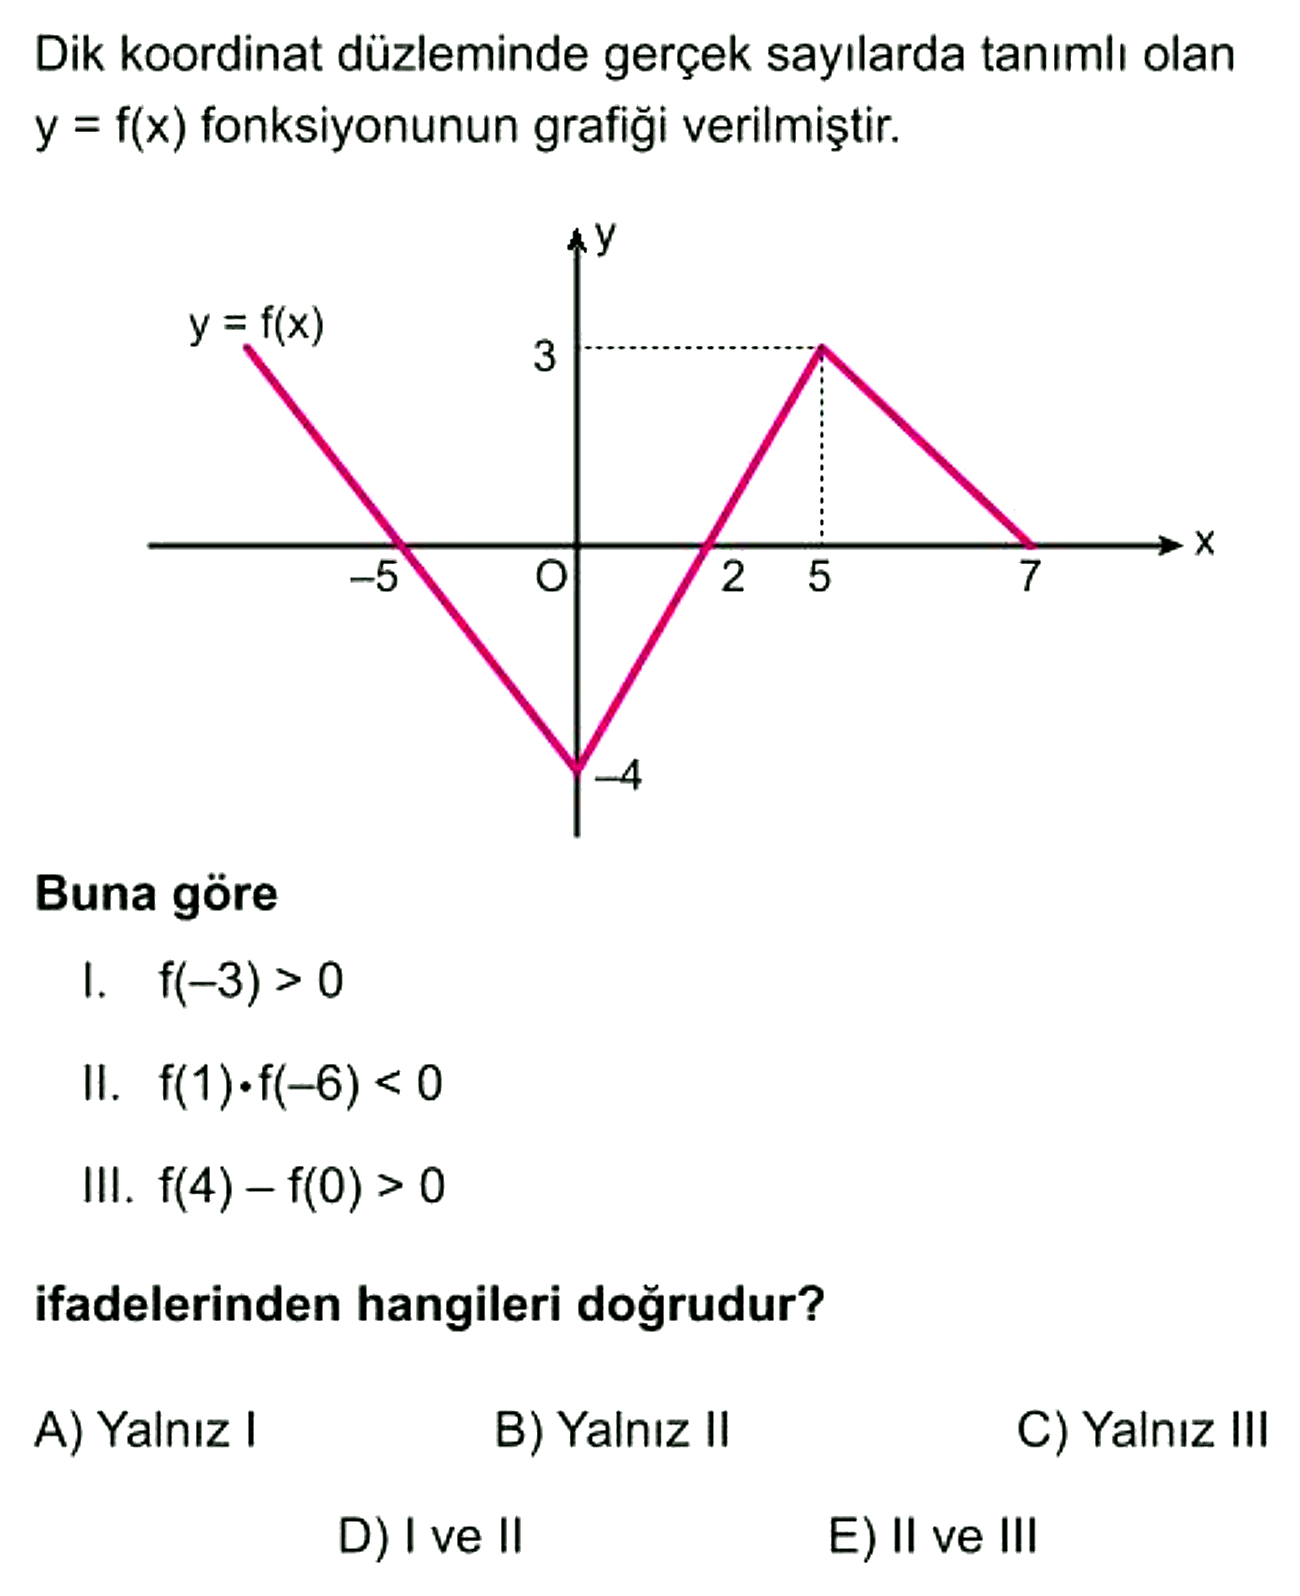 Dik koordinat düzleminde gerçek sayılarda tanımlı olan
y = f(x) fonksiyonunun grafiği verilmiştir.
y
y = f(x)
3
x
–5
O
2
5
7
–4
Buna göre
I. f(–3) > 0
II. f(1)•f(–6) < 0
III. f(4) – f(0) > 0
ifadelerinden hangileri doğrudur?
A) Yalnız I B) Yalnız II C) Yalnız III
D) I ve II E) II ve III